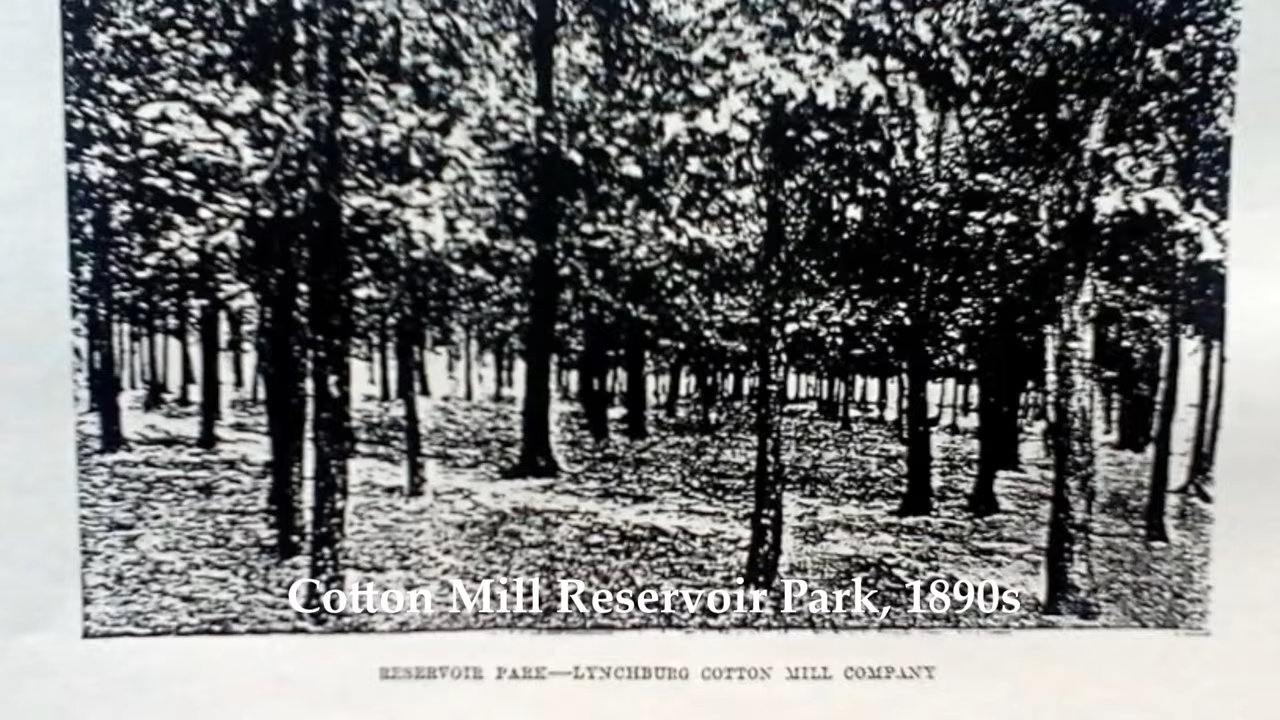 Cotton Mill Reservoir Park, 1890s
RESERVOIR PARK—LYNCHBURG COTTON MILL COMPANY